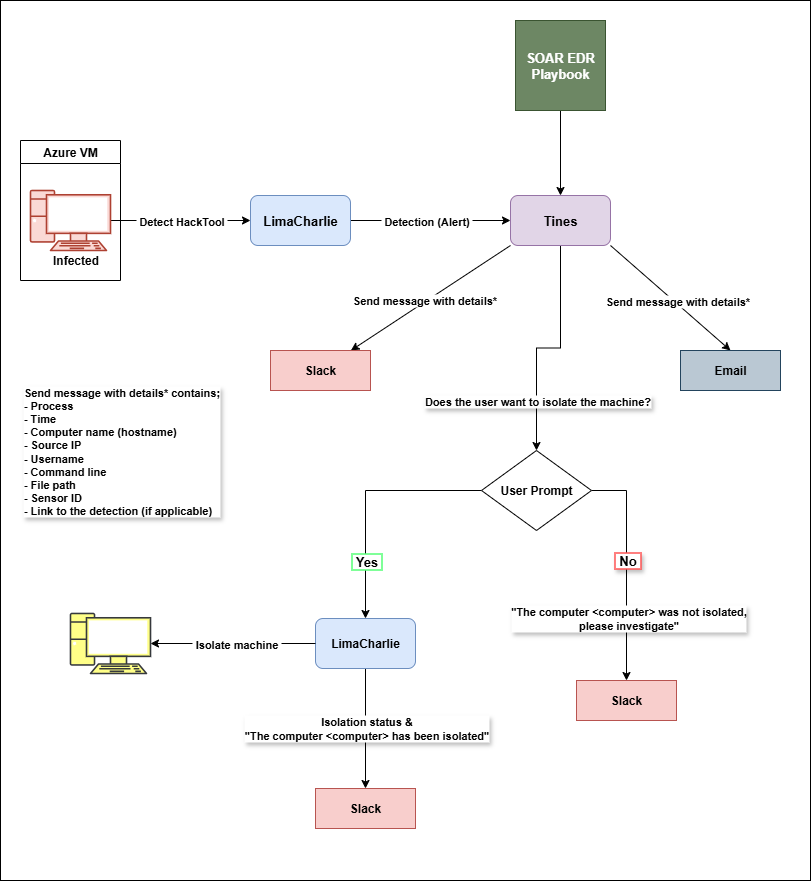 SOAR EDR
Playbook
Azure VM
Infected
Detect HackTool
LimaCharlie
Detection (Alert)
Tines
Send message with details*
Send message with details*
Slack
Email
Send message with details* contains;
- Process
- Time
- Computer name (hostname)
- Source IP
- Username
- Command line
- File path
- Sensor ID
- Link to the detection (if applicable)
Does the user want to isolate the machine?
User Prompt
Yes
No
"The computer <computer> was not isolated,
please investigate"
Isolate machine
LimaCharlie
Slack
Isolation status &
"The computer <computer> has been isolated"
Slack